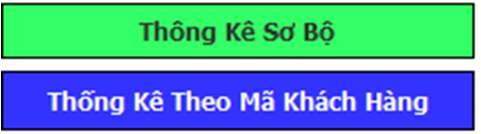 Thông Kê Sơ Bộ
Thống Kê Theo Mã Khách Hàng